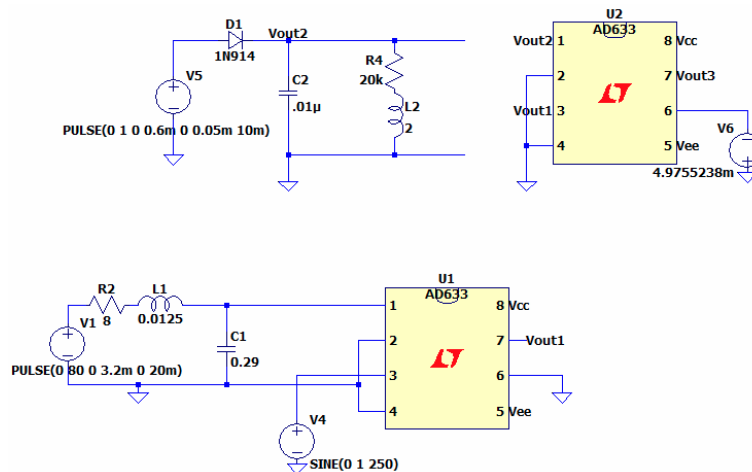 D1
Vout2
1N914
V5
PULSE(0 1 0 0.6m 0 0.05m 10m)
C2
.01µ
R4
20k
L2
2
U2
AD633
Vout2 1
2
Vout1 3
4
8 Vcc
7 Vout3
6
5 Vee
V6
4.9755238m
R2
8
L1
0.0125
V1
PULSE(0 80 0 3.2m 0 20m)
C1
0.29
V4
SINE(0 1 250)
U1
AD633
1
2
3
4
8 Vcc
7 Vout1
6
5 Vee